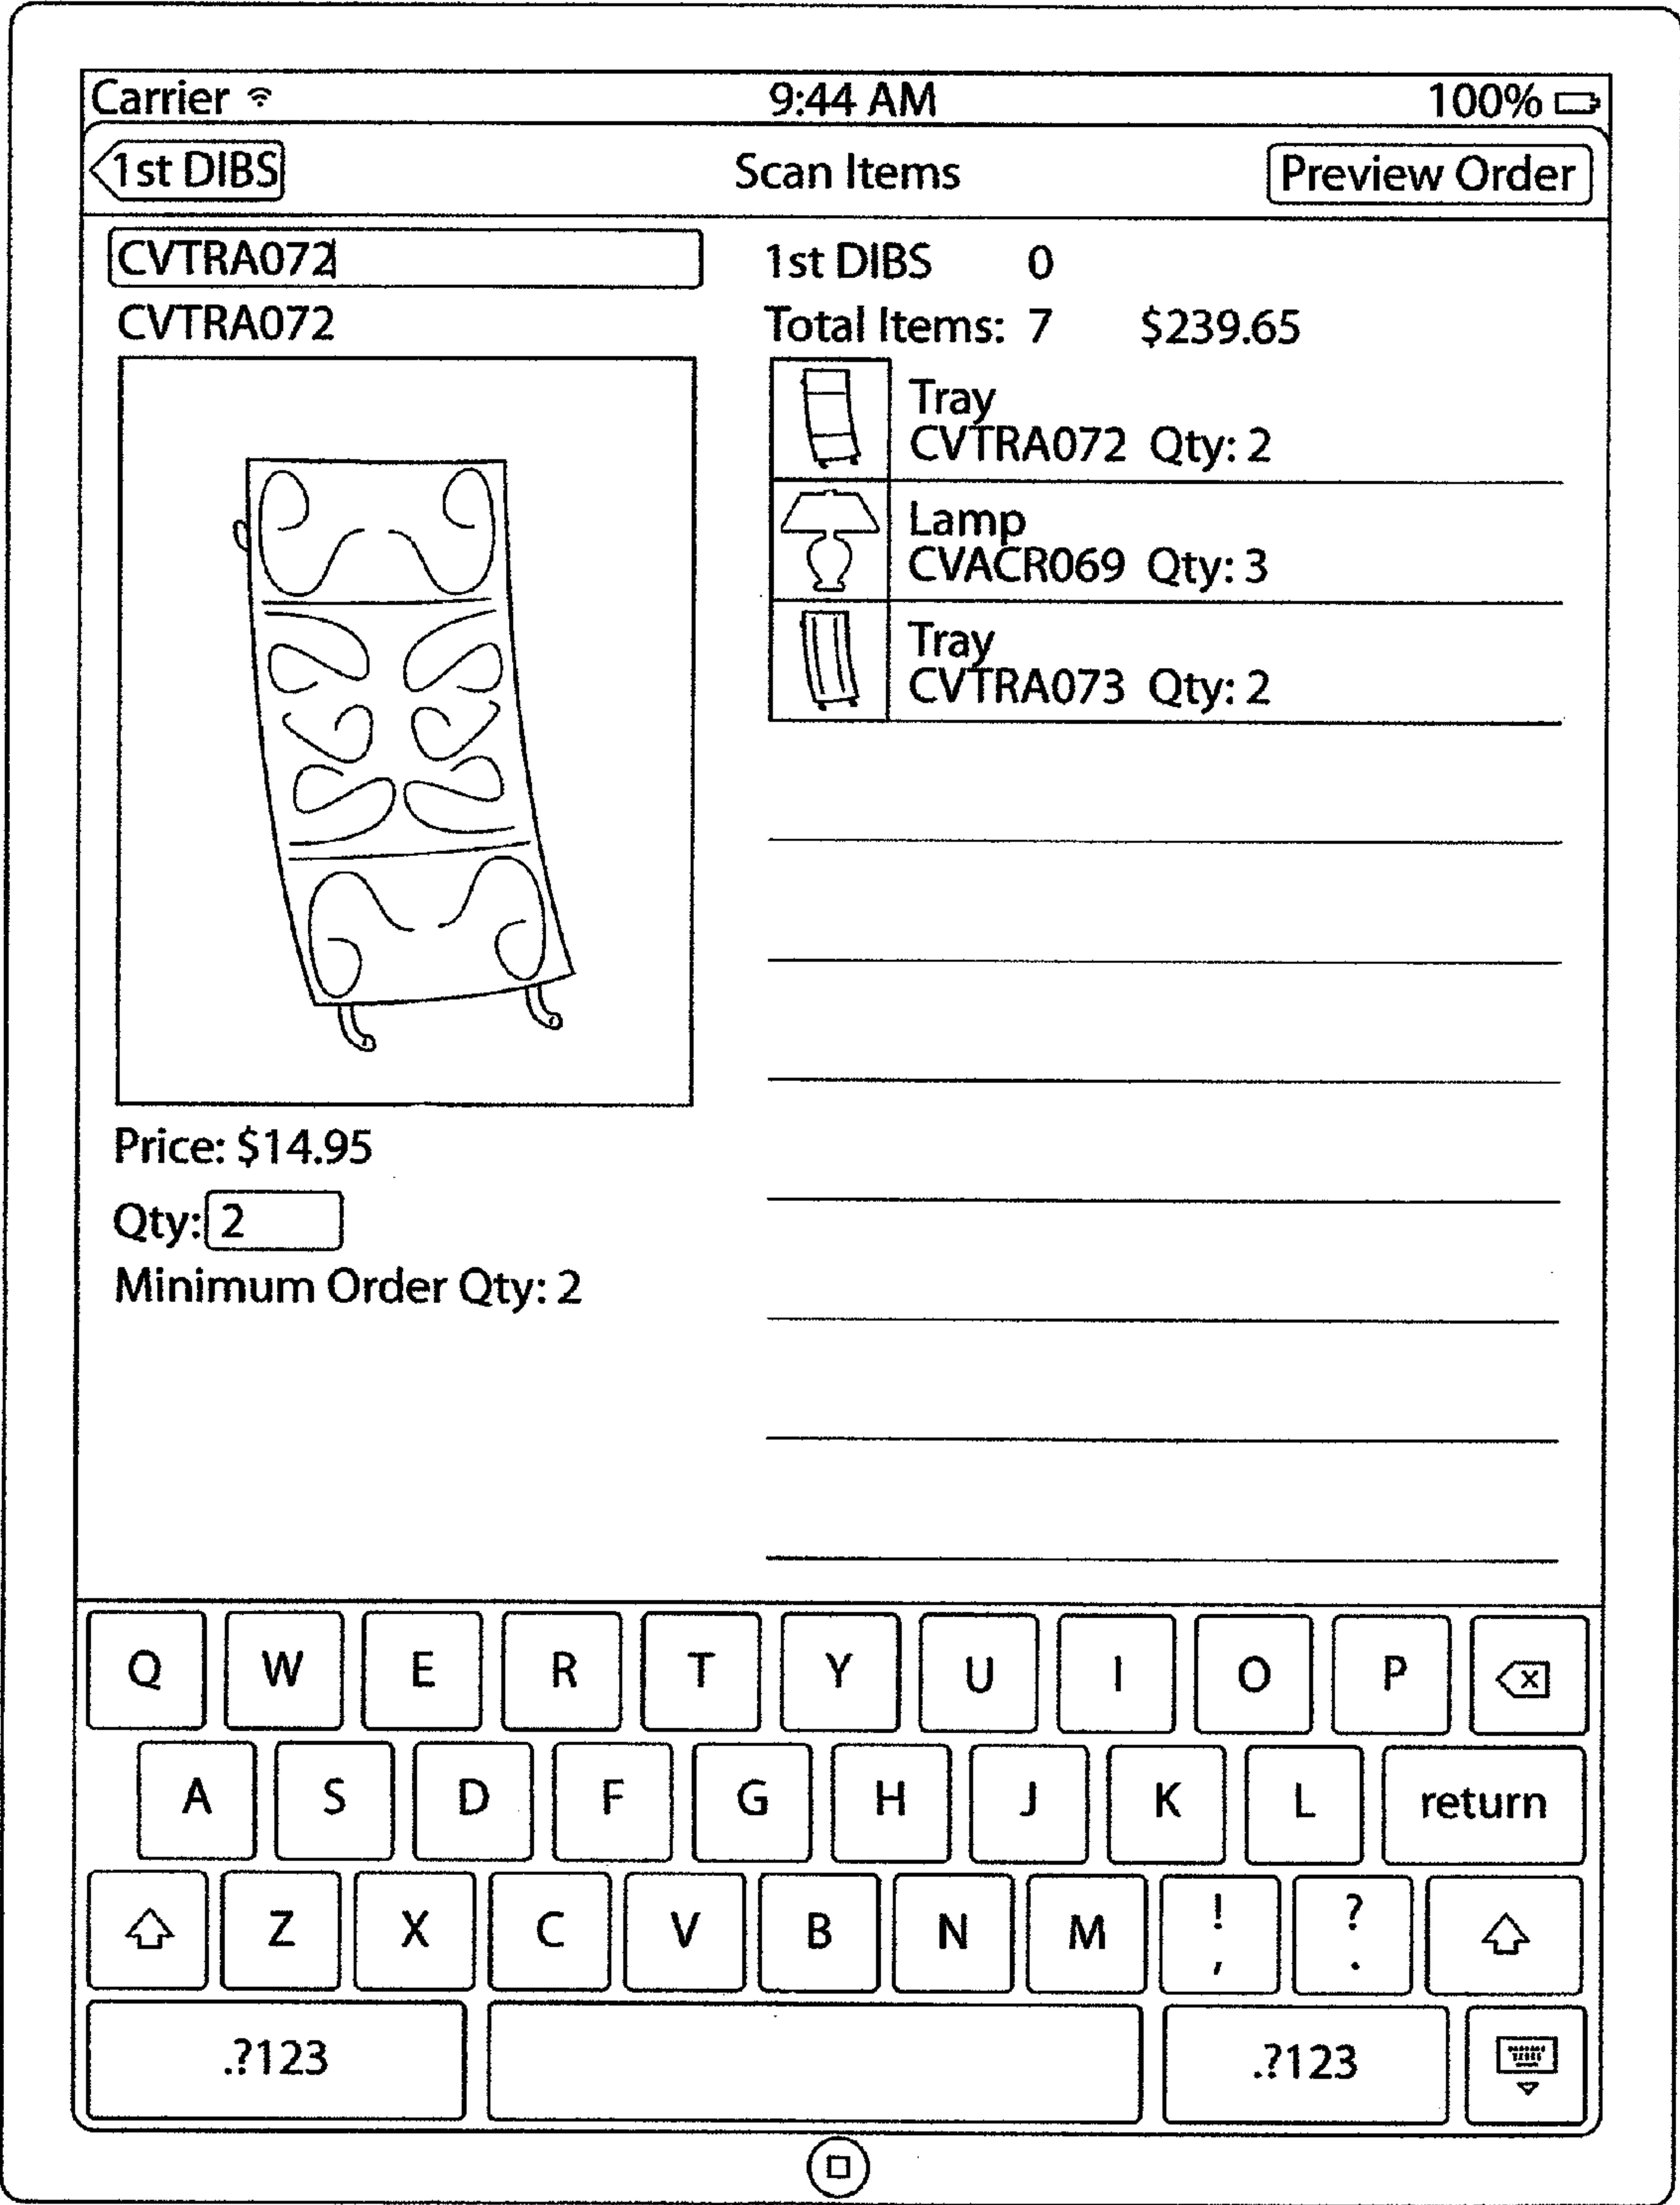 Carrier 9:44 AM 100%
1st DIBS Scan Items Preview Order
CVTRA072
CVTRA072
1st DIBS 0
Total Items: 7 $239.65
Tray
CVTRA072 Qty: 2
Lamp
CVACR069 Qty: 3
Tray
CVTRA073 Qty: 2
Price: $14.95
Qty: 2
Minimum Order Qty: 2
Q W E R T Y U I O P
A S D F G H J K L return
Z X C V B N M ! , ? .
.?123 .?123